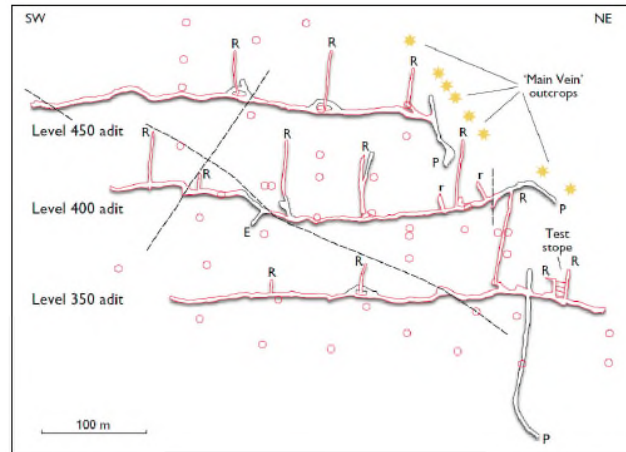 SW
NE
R
R
R
'Main Vein'
outcrops
Level 450 adit
P
R
R
R
R
R
r
r
R
P
Level 400 adit
E
Test
stope
R
R
R
R
Level 350 adit
100 m
P